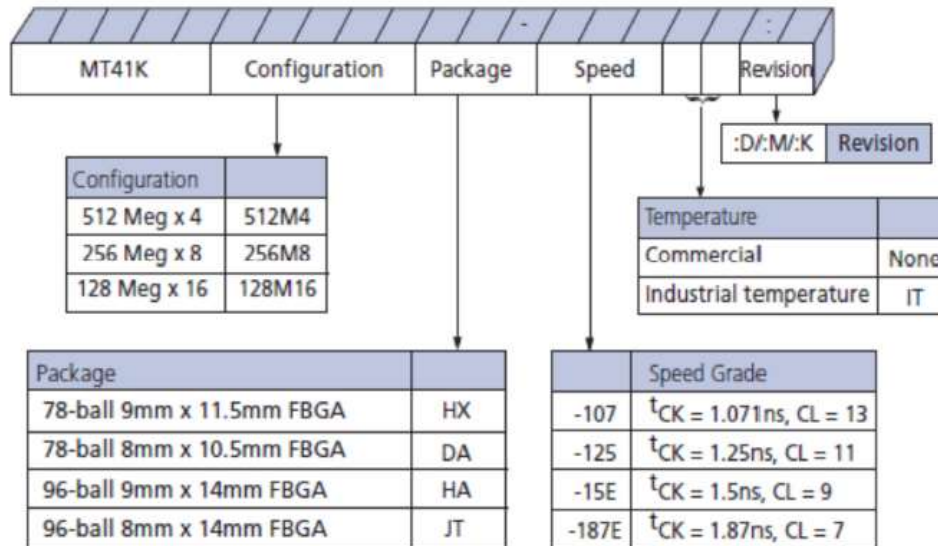 - :
MT41K Configuration Package Speed Revision
:D/:M/:K Revision
Configuration
512 Meg x 4 512M4
256 Meg x 8 256M8
128 Meg x 16 128M16
Temperature
Commercial None
Industrial temperature IT
Package
78-ball 9mm x 11.5mm FBGA HX
78-ball 8mm x 10.5mm FBGA DA
96-ball 9mm x 14mm FBGA HA
96-ball 8mm x 14mm FBGA JT
Speed Grade
-107 tCK = 1.071ns, CL = 13
-125 tCK = 1.25ns, CL = 11
-15E tCK = 1.5ns, CL = 9
-187E tCK = 1.87ns, CL = 7